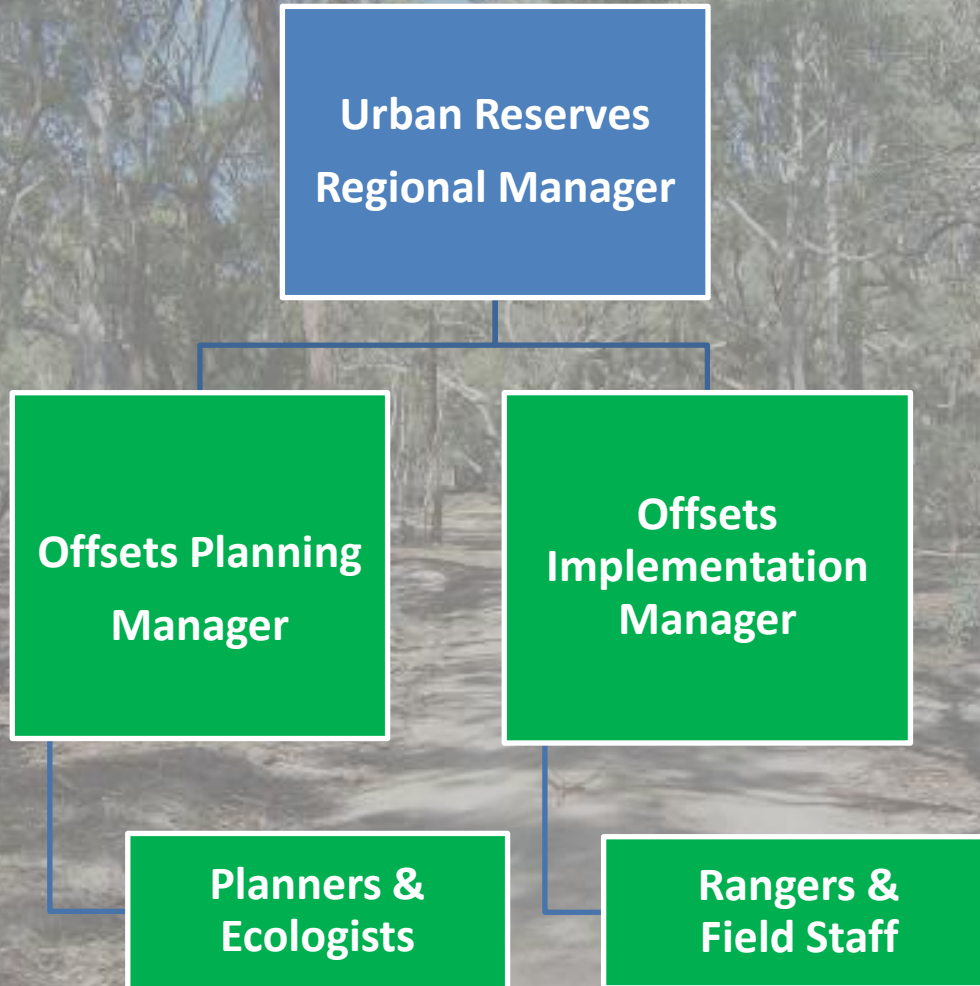 Urban Reserves
Regional Manager
Offsets Planning
Manager
Offsets
Implementation
Manager
Planners &
Ecologists
Rangers &
Field Staff